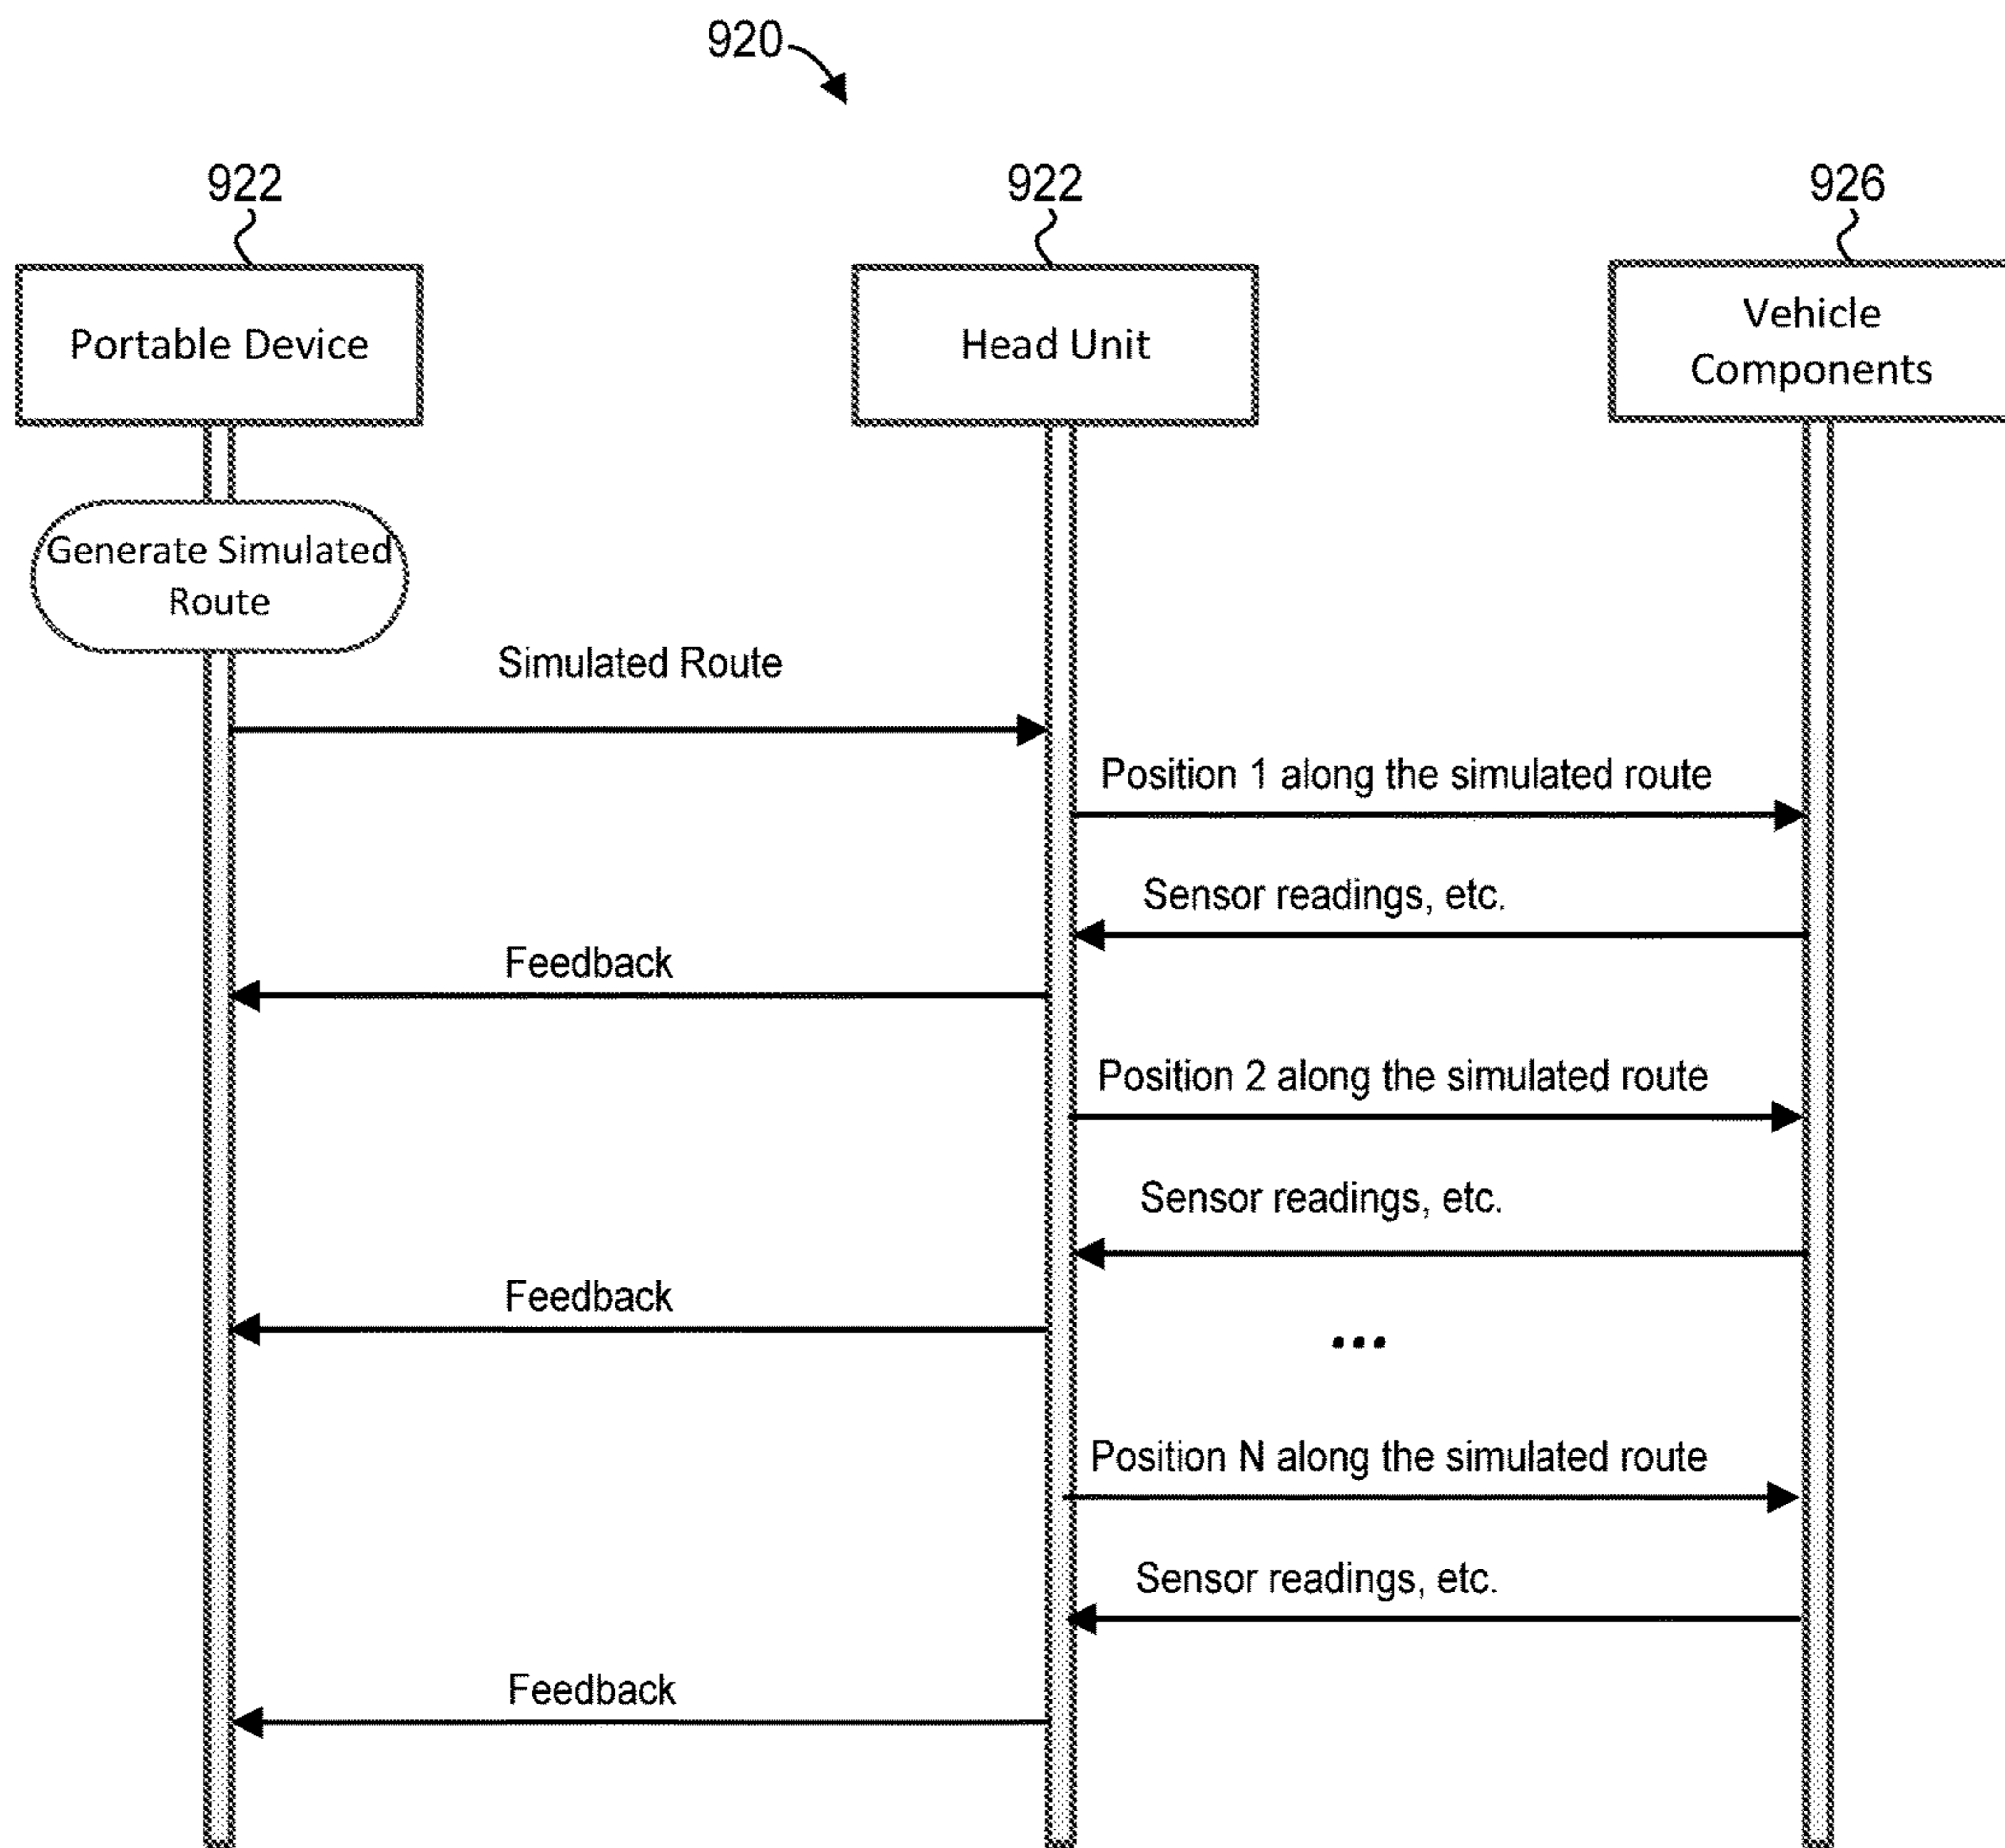 920
922
922
926
Portable Device
Head Unit
Vehicle
Components
Generate Simulated
Route
Simulated Route
Position 1 along the simulated route
Sensor readings, etc.
Feedback
Position 2 along the simulated route
Sensor readings, etc.
Feedback
...
Position N along the simulated route
Sensor readings, etc.
Feedback